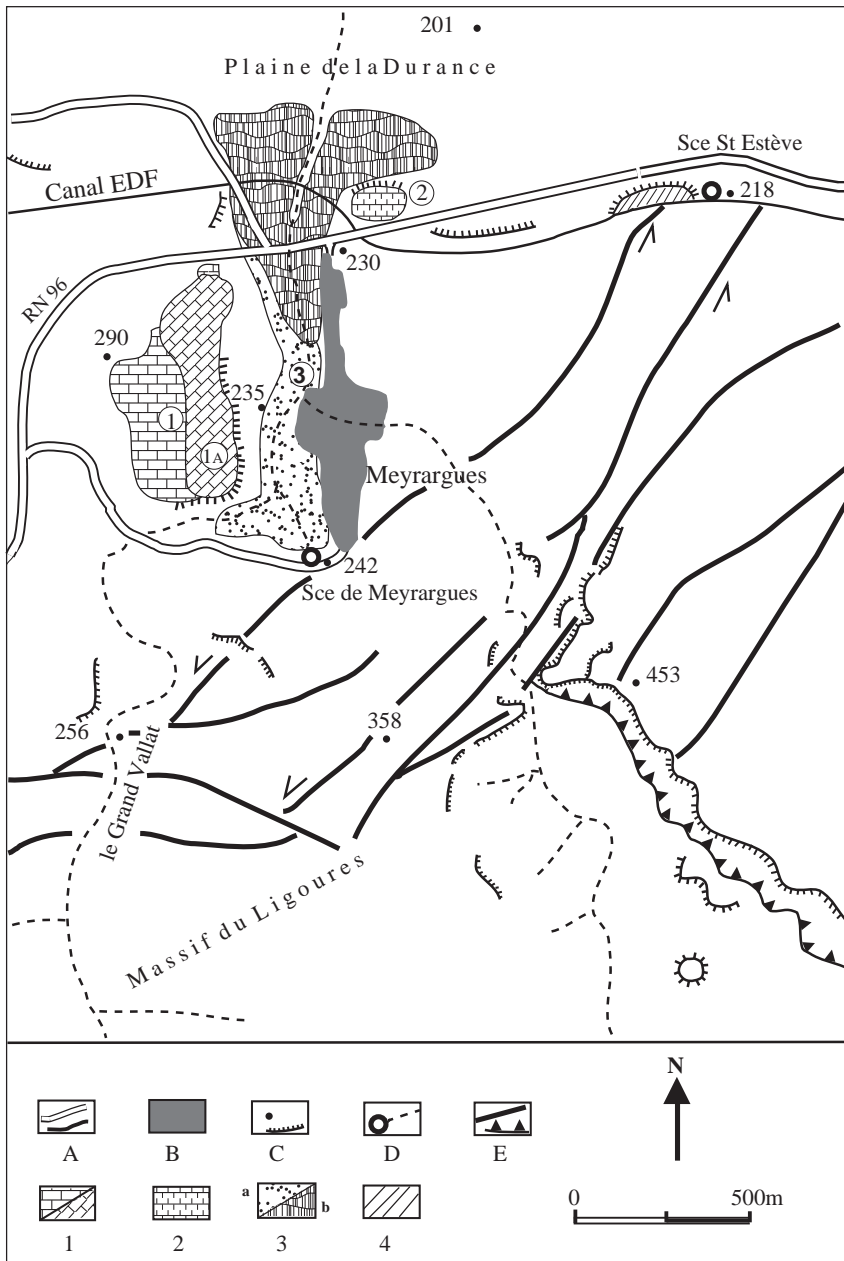 201
Plaine de la Durance
Sce St Estève
Canal EDF
2
218
230
RN 96
290
3
235
1
1A
Meyrargues
242
Sce de Meyrargues
453
256
358
le Grand Vallat
Massif du Ligoures
N
A B C D E
a b
0 500m
1 2 3 4